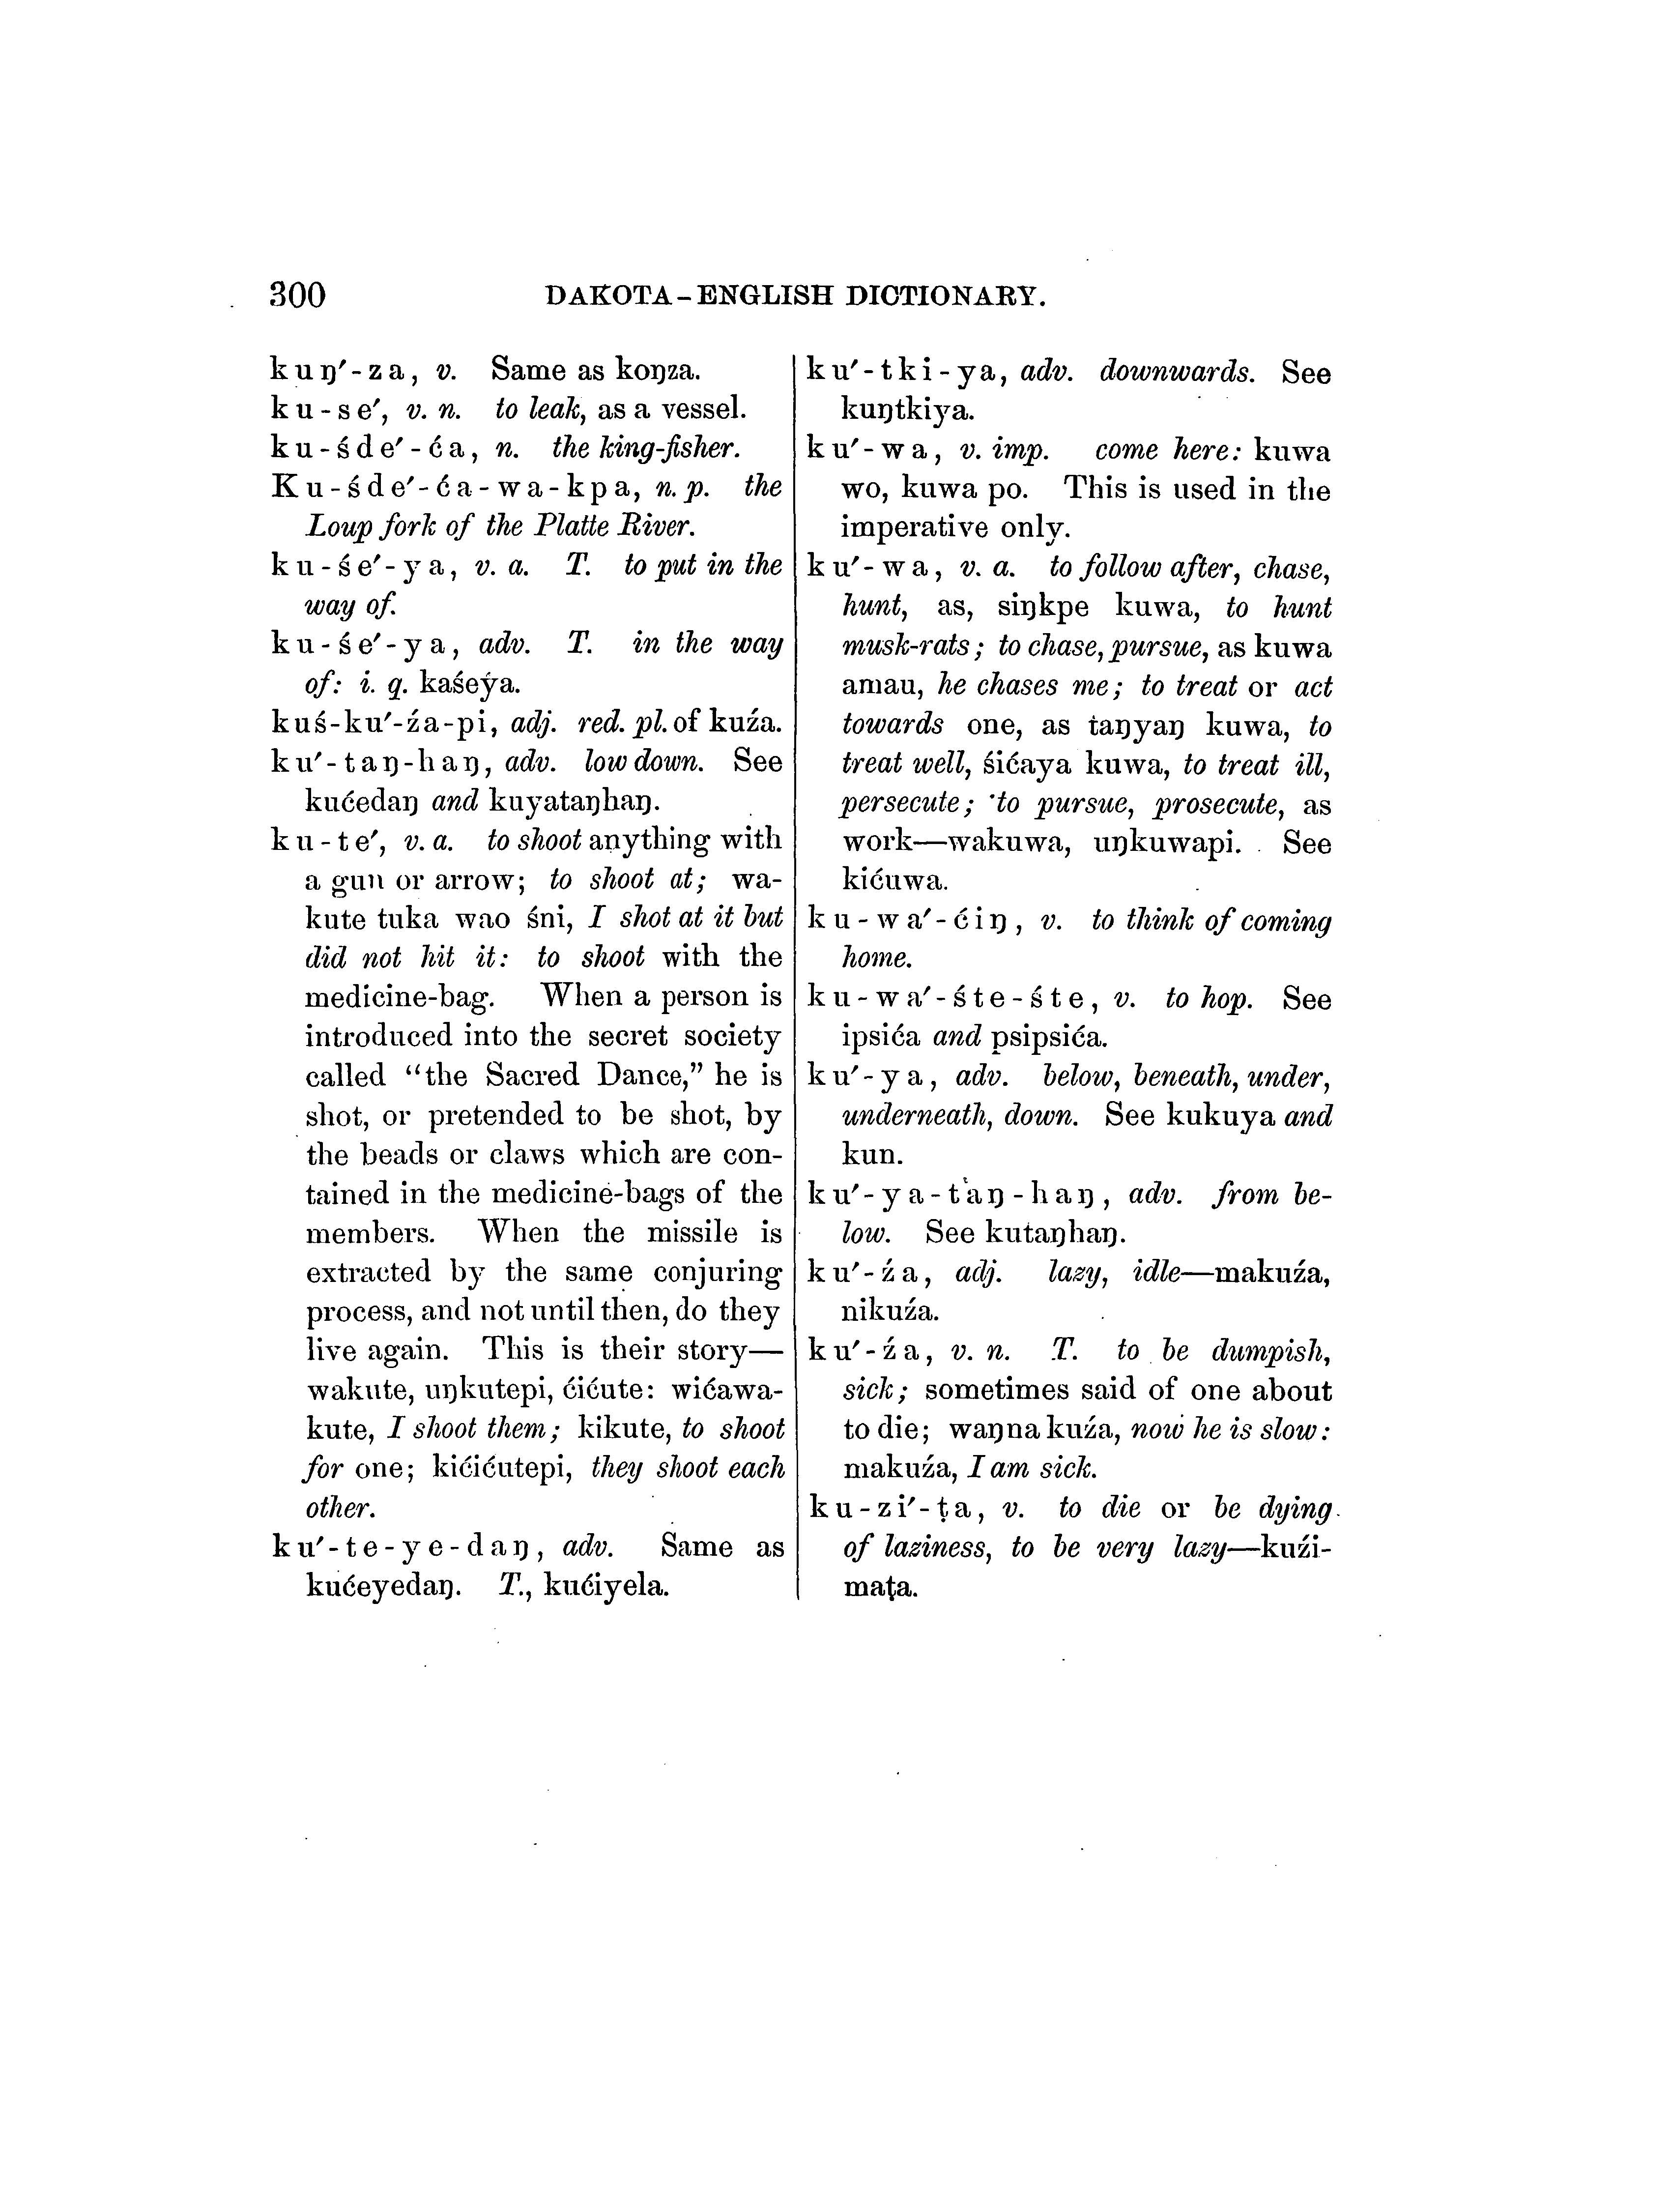 300 DAKOTA-ENGLISH DICTIONARY.
kuŋ′-za, v. Same as koŋza.
ku-se′, v. n. to leak, as a vessel.
ku-śde′-ća, n. the king-fisher.
Ku-śde′-ća-wa-kpa, n. p. the
Loup fork of the Platte River.
ku-śe′-ya, v. a. T. to put in the
way of.
ku-śe′-ya, adv. T. in the way
of: i. q. kaśeya.
kuś-ku′-źa-pi, adj. red. pl. of kuźa.
ku′-taŋ-haŋ, adv. low down. See
kućedaŋ and kuyataŋhaŋ.
ku-te′, v. a. to shoot anything with
a gun or arrow; to shoot at; wa-
kute tuka wao śni, I shot at it but
did not hit it: to shoot with the
medicine-bag. When a person is
introduced into the secret society
called “the Sacred Dance,” he is
shot, or pretended to be shot, by
the beads or claws which are con-
tained in the medicine-bags of the
members. When the missile is
extracted by the same conjuring
process, and not until then, do they
live again. This is their story—
wakute, uŋkutepi, ćićute: wićawa-
kute, I shoot them; kikute, to shoot
for one; kićićutepi, they shoot each
other.
ku′-te-ye-daŋ, adv. Same as
kućeyedaŋ. T., kućiyela.
ku′-tki-ya, adv. downwards. See
kuŋtkiya.
ku′-wa, v. imp. come here: kuwa
wo, kuwa po. This is used in the
imperative only.
ku′-wa, v. a. to follow after, chase,
hunt, as, siŋkpe kuwa, to hunt
musk-rats; to chase, pursue, as kuwa
amau, he chases me; to treat or act
towards one, as taŋyaŋ kuwa, to
treat well, śićaya kuwa, to treat ill,
persecute; to pursue, prosecute, as
work—wakuwa, uŋkuwapi. See
kićuwa.
ku-wa′-ćiŋ, v. to think of coming
home.
ku-wa′-śte-śte, v. to hop. See
ipsića and psipsića.
ku′-ya, adv. below, beneath, under,
underneath, down. See kukuya and
kun.
ku′-ya-taŋ-haŋ, adv. from be-
low. See kutaŋhaŋ.
ku′-źa, adj. lazy, idle—makuźa,
nikuźa.
ku′-źa, v. n. T. to be dumpish,
sick; sometimes said of one about
to die; waŋna kuźa, now he is slow:
makuźa, I am sick.
ku-zi′-ṭa, v. to die or be dying
of laziness, to be very lazy—kuźi-
maṭa.